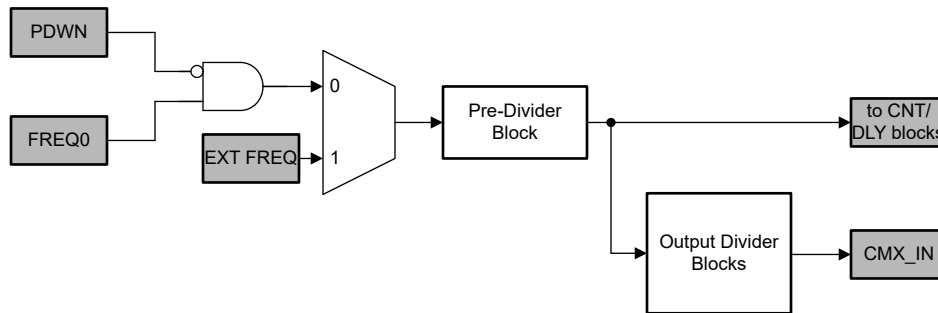 PDWN
FREQ0
EXT FREQ
0
1
Pre-Divider
Block
to CNT/
DLY blocks
Output Divider
Blocks
CMX_IN